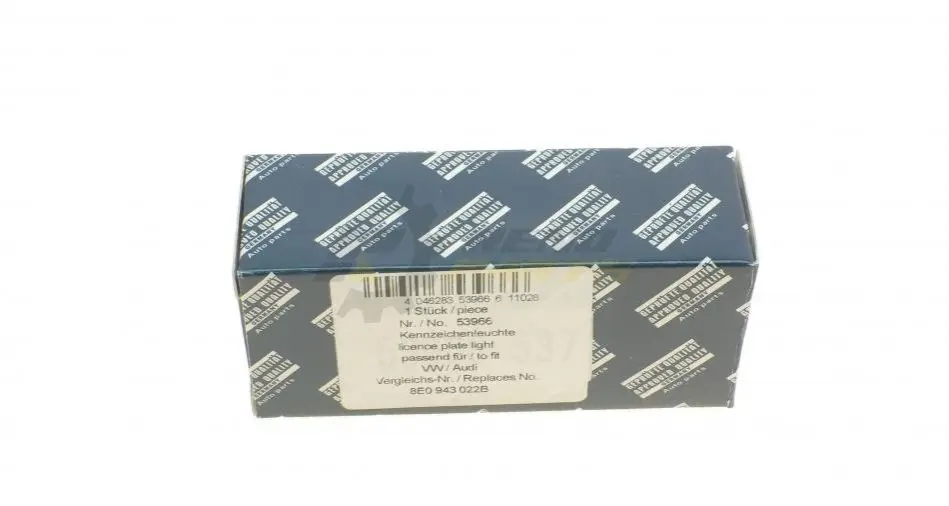 GEPRÜFTE QUALITÄT
APPROVED QUALITY
GERMANY
Auto parts
4 046283 53966 6 11028
1 Stück / piece
Nr. / No. 53966
Kennzeichenleuchte
licence plate light
passend für / to fit
VW / Audi
Vergleichs-Nr. / Replaces No.
8E0 943 022B